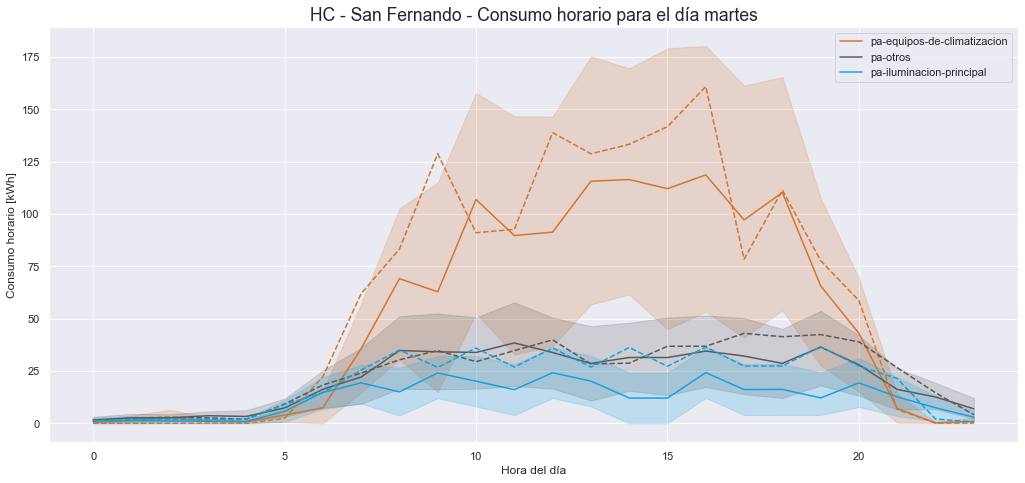 HC - San Fernando - Consumo horario para el día martes
pa-equipos-de-climatizacion
pa-otros
pa-iluminacion-principal
Consumo horario [kWh]
175
150
125
100
75
50
25
0
0 5 10 15 20
Hora del día